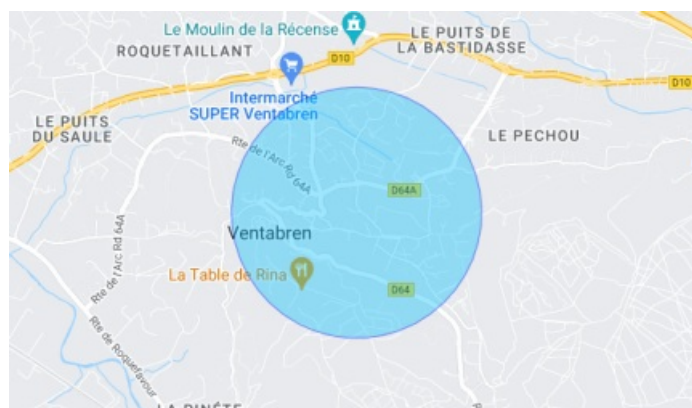 Le Moulin de la Récense
LE PUITS DE
LA BASTIDASSE
ROQUETAILLANT
D10
D10
Intermarché
SUPER Ventabren
LE PUITS
DU SAULE
LE PECHOU
Rte de l'Arc Rd 64A
D64A
Ventabren
La Table de Rina
D64
Rte de l'Arc Rd 64A
Rte de Roquefavour